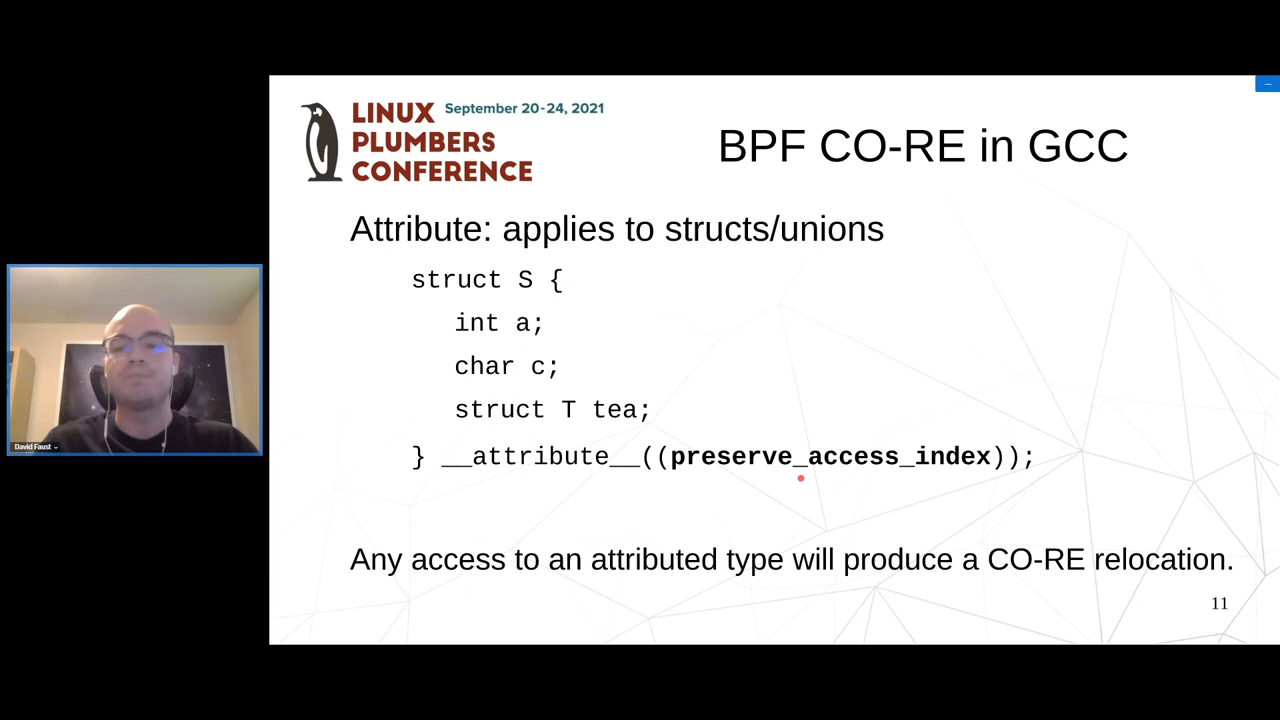 LINUX September 20-24, 2021
PLUMBERS
CONFERENCE
BPF CO-RE in GCC
Attribute: applies to structs/unions
struct S {
int a;
char c;
struct T tea;
} __attribute__((preserve_access_index));
Any access to an attributed type will produce a CO-RE relocation.
11
David Faust